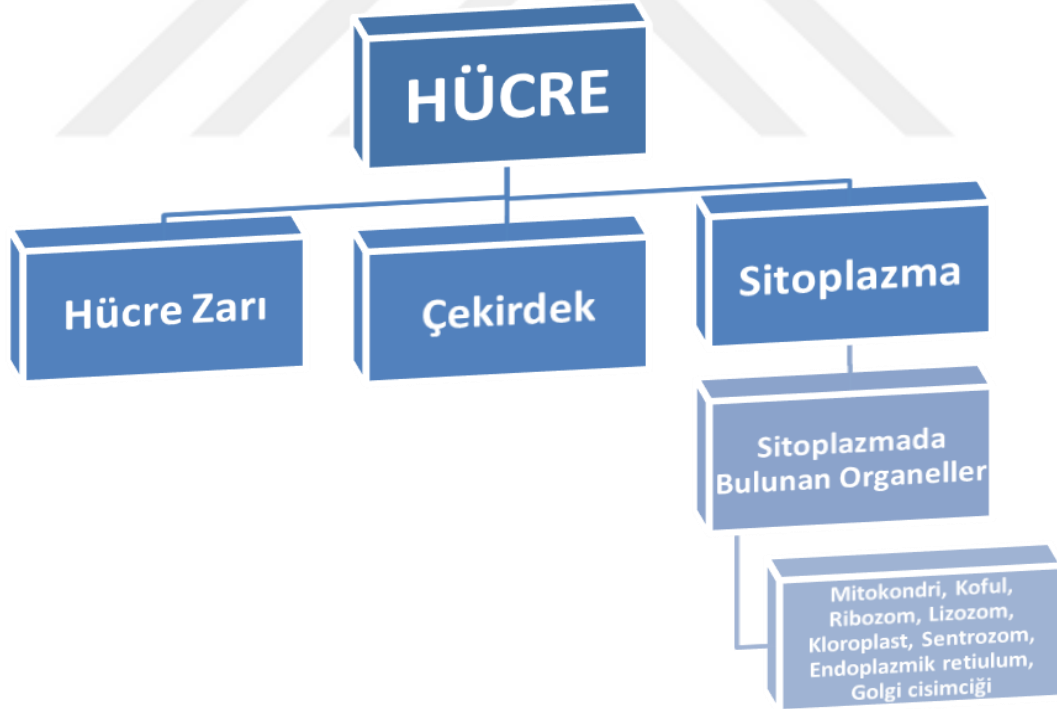 HÜCRE
Hücre Zarı
Çekirdek
Sitoplazma
Sitoplazmada
Bulunan Organeller
Mitokondri, Koful,
Ribozom, Lizozom,
Kloroplast, Sentrozom,
Endoplazmik retiulum,
Golgi cisimciği